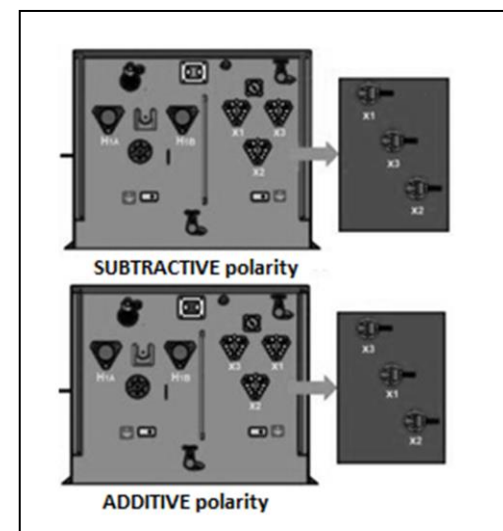 X1
H1A H1B X1 X3
X3
X2
X2
SUBTRACTIVE polarity
X3
H1A H1B X3 X1
X1
X2
X2
ADDITIVE polarity